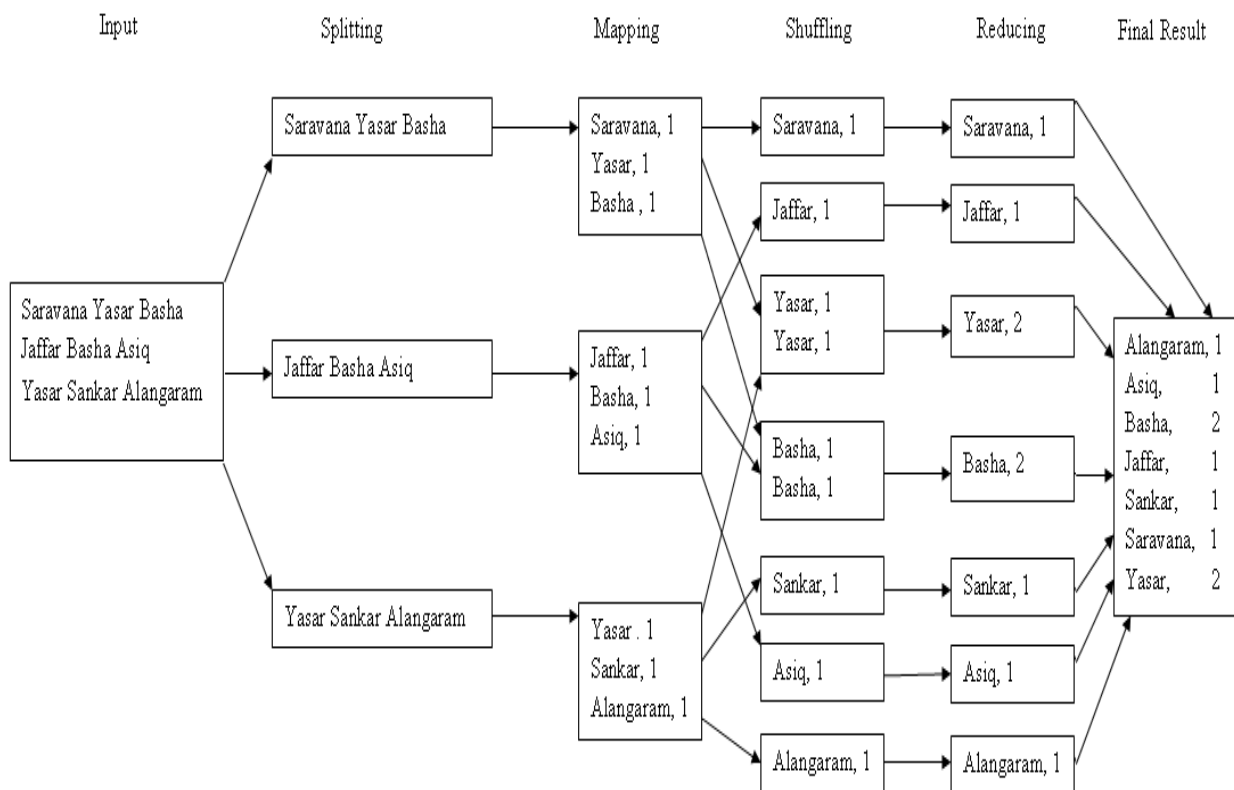 Input Splitting Mapping Shuffling Reducing Final Result
Saravana Yasar Basha
Jaffar Basha Asiq
Yasar Sankar Alangaram
Saravana Yasar Basha
Jaffar Basha Asiq
Yasar Sankar Alangaram
Saravana, 1
Yasar, 1
Basha , 1
Jaffar, 1
Basha, 1
Asiq, 1
Yasar . 1
Sankar, 1
Alangaram, 1
Saravana, 1
Jaffar, 1
Yasar, 1
Yasar, 1
Basha, 1
Basha, 1
Sankar, 1
Asiq, 1
Alangaram, 1
Saravana, 1
Jaffar, 1
Yasar, 2
Basha, 2
Sankar, 1
Asiq, 1
Alangaram, 1
Alangaram, 1
Asiq, 1
Basha, 2
Jaffar, 1
Sankar, 1
Saravana, 1
Yasar, 2